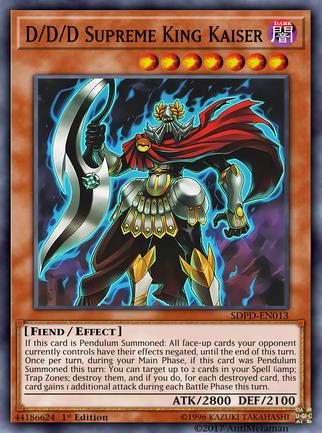 D/D/D Supreme King Kaiser
DARK
闇
SDPD-EN013
[Fiend / Effect]
If this card is Pendulum Summoned: All face-up cards your opponent
currently controls have their effects negated, until the end of this turn.
Once per turn, during your Main Phase, if this card was Pendulum
Summoned this turn: You can target up to 2 cards in your Spell &amp;
Trap Zones; destroy them, and if you do, for each destroyed card, this
card gains 1 additional attack during each Battle Phase this turn.
ATK/2800 DEF/2100
44186624 1st Edition ©1996 KAZUKI TAKAHASHI
©2017 AntiMetaman